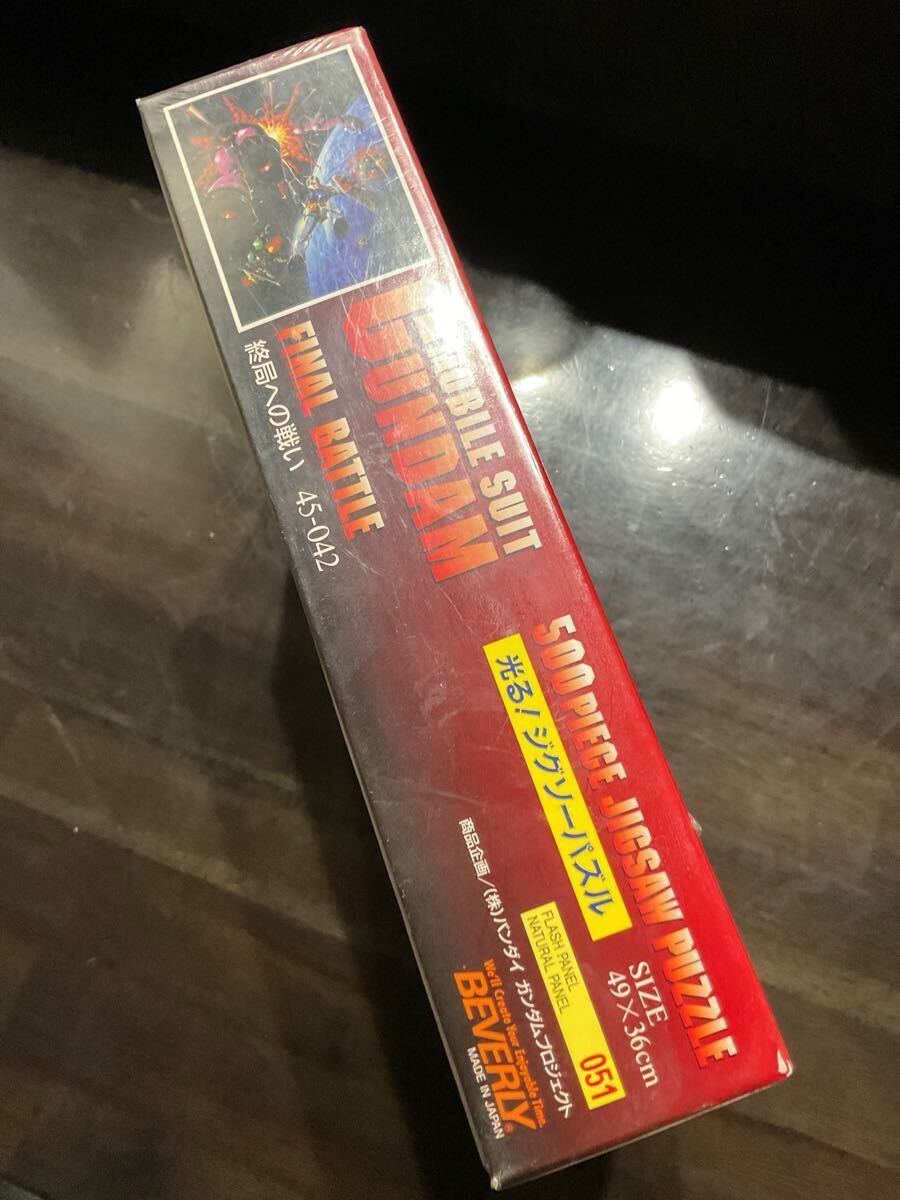 MOBILE SUIT
GUNDAM
FINAL BATTLE
終局への戦い 45-042
500PIECE JIGSAW PUZZLE
光る!ジグソーパズル
SIZE
49×36cm
FLASH PANEL
NATURAL PANEL
051
商品企画/(株)バンダイ ガンダムプロジェクト
We'll Create Your Enjoyable Time.
BEVERLY®
MADE IN JAPAN